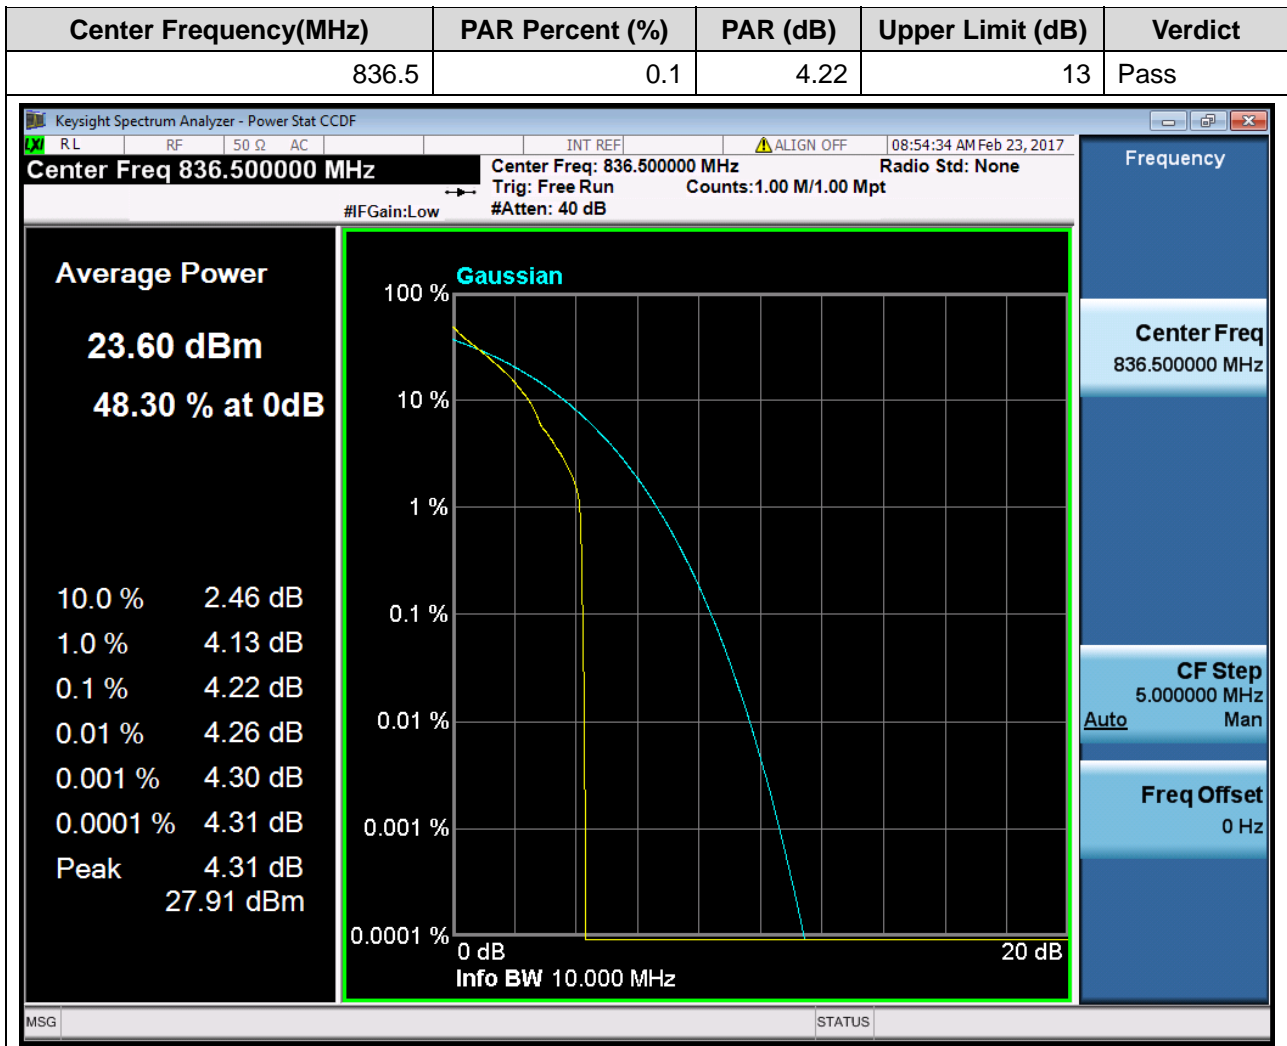 Center Frequency(MHz) PAR Percent (%) PAR (dB) Upper Limit (dB) Verdict
836.5 0.1 4.22 13 Pass
Keysight Spectrum Analyzer - Power Stat CCDF
LXI RL RF 50 Ω AC INT REF ALIGN OFF 08:54:34 AM Feb 23, 2017
Center Freq 836.500000 MHz
Center Freq: 836.500000 MHz Radio Std: None
Trig: Free Run Counts:1.00 M/1.00 Mpt
#IFGain:Low #Atten: 40 dB
Average Power
23.60 dBm
48.30 % at 0dB
10.0 % 2.46 dB
1.0 % 4.13 dB
0.1 % 4.22 dB
0.01 % 4.26 dB
0.001 % 4.30 dB
0.0001 % 4.31 dB
Peak 4.31 dB
27.91 dBm
Gaussian
100 %
10 %
1 %
0.1 %
0.01 %
0.001 %
0.0001 %
0 dB 20 dB
Info BW 10.000 MHz
Frequency
Center Freq
836.500000 MHz
CF Step
5.000000 MHz
Auto Man
Freq Offset
0 Hz
MSG STATUS